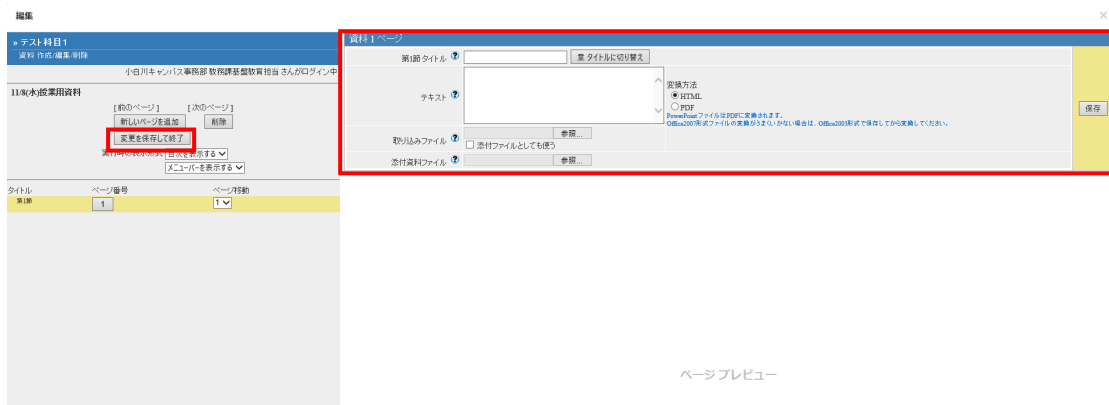 編集
×
» テスト科目1
資料 作成/編集/削除
小白川キャンパス事務部 教務課基盤教育担当 さんがログイン中
11/8(水)授業用資料
[前のページ] [次のページ]
新しいページを追加 削除
変更を保存して終了
実行時の表示形式 目次を表示する
メニューバーを表示する
タイトル ページ番号 ページ移動
第1節 1 1
資料 1 ページ
第1節 タイトル 章 タイトルに切り替え
テキスト
変換方法
HTML
PDF
PowerPoint ファイルは PDFに変換されます。
Office2007形式ファイルの変換がうまくいかない場合は、Office2003形式で保存してから変換してください。
取り込みファイル 参照...
添付ファイルとしても使う
添付資料ファイル 参照...
保存
ページ プレビュー